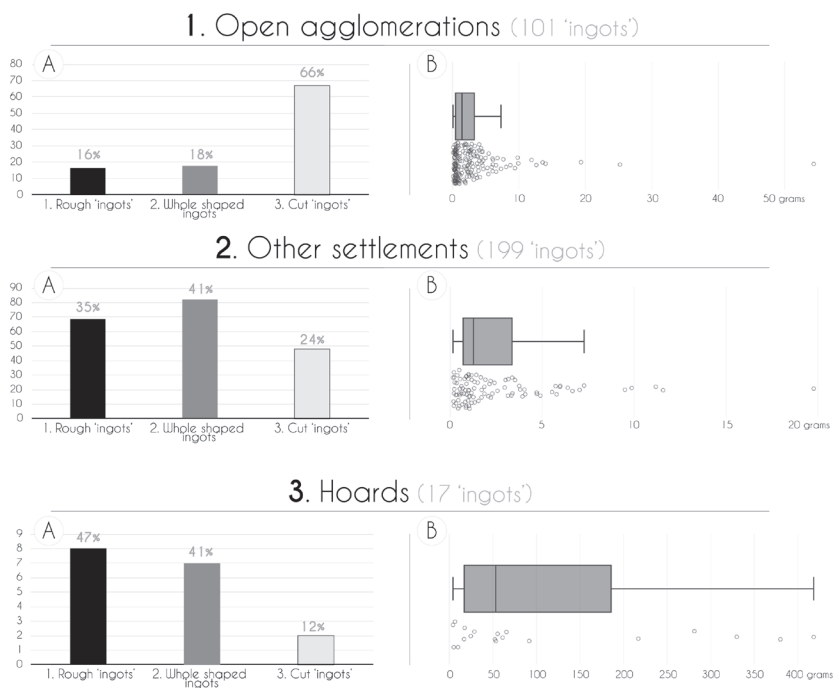 1. Open agglomerations (101 'ingots')
A
B
80
70
60
50
40
30
20
10
0
16%
18%
66%
1. Rough 'ingots'
2. Whole shaped
ingots
3. Cut 'ingots'
0 10 20 30 40 50 grams
2. Other settlements (199 'ingots')
A
B
90
80
70
60
50
40
30
20
10
0
35%
41%
24%
1. Rough 'ingots'
2. Whole shaped
ingots
3. Cut 'ingots'
0 5 10 15 20 grams
3. Hoards (17 'ingots')
A
B
9
8
7
6
5
4
3
2
1
0
47%
41%
12%
1. Rough 'ingots'
2. Whole shaped
ingots
3. Cut 'ingots'
0 50 100 150 200 250 300 350 400 grams